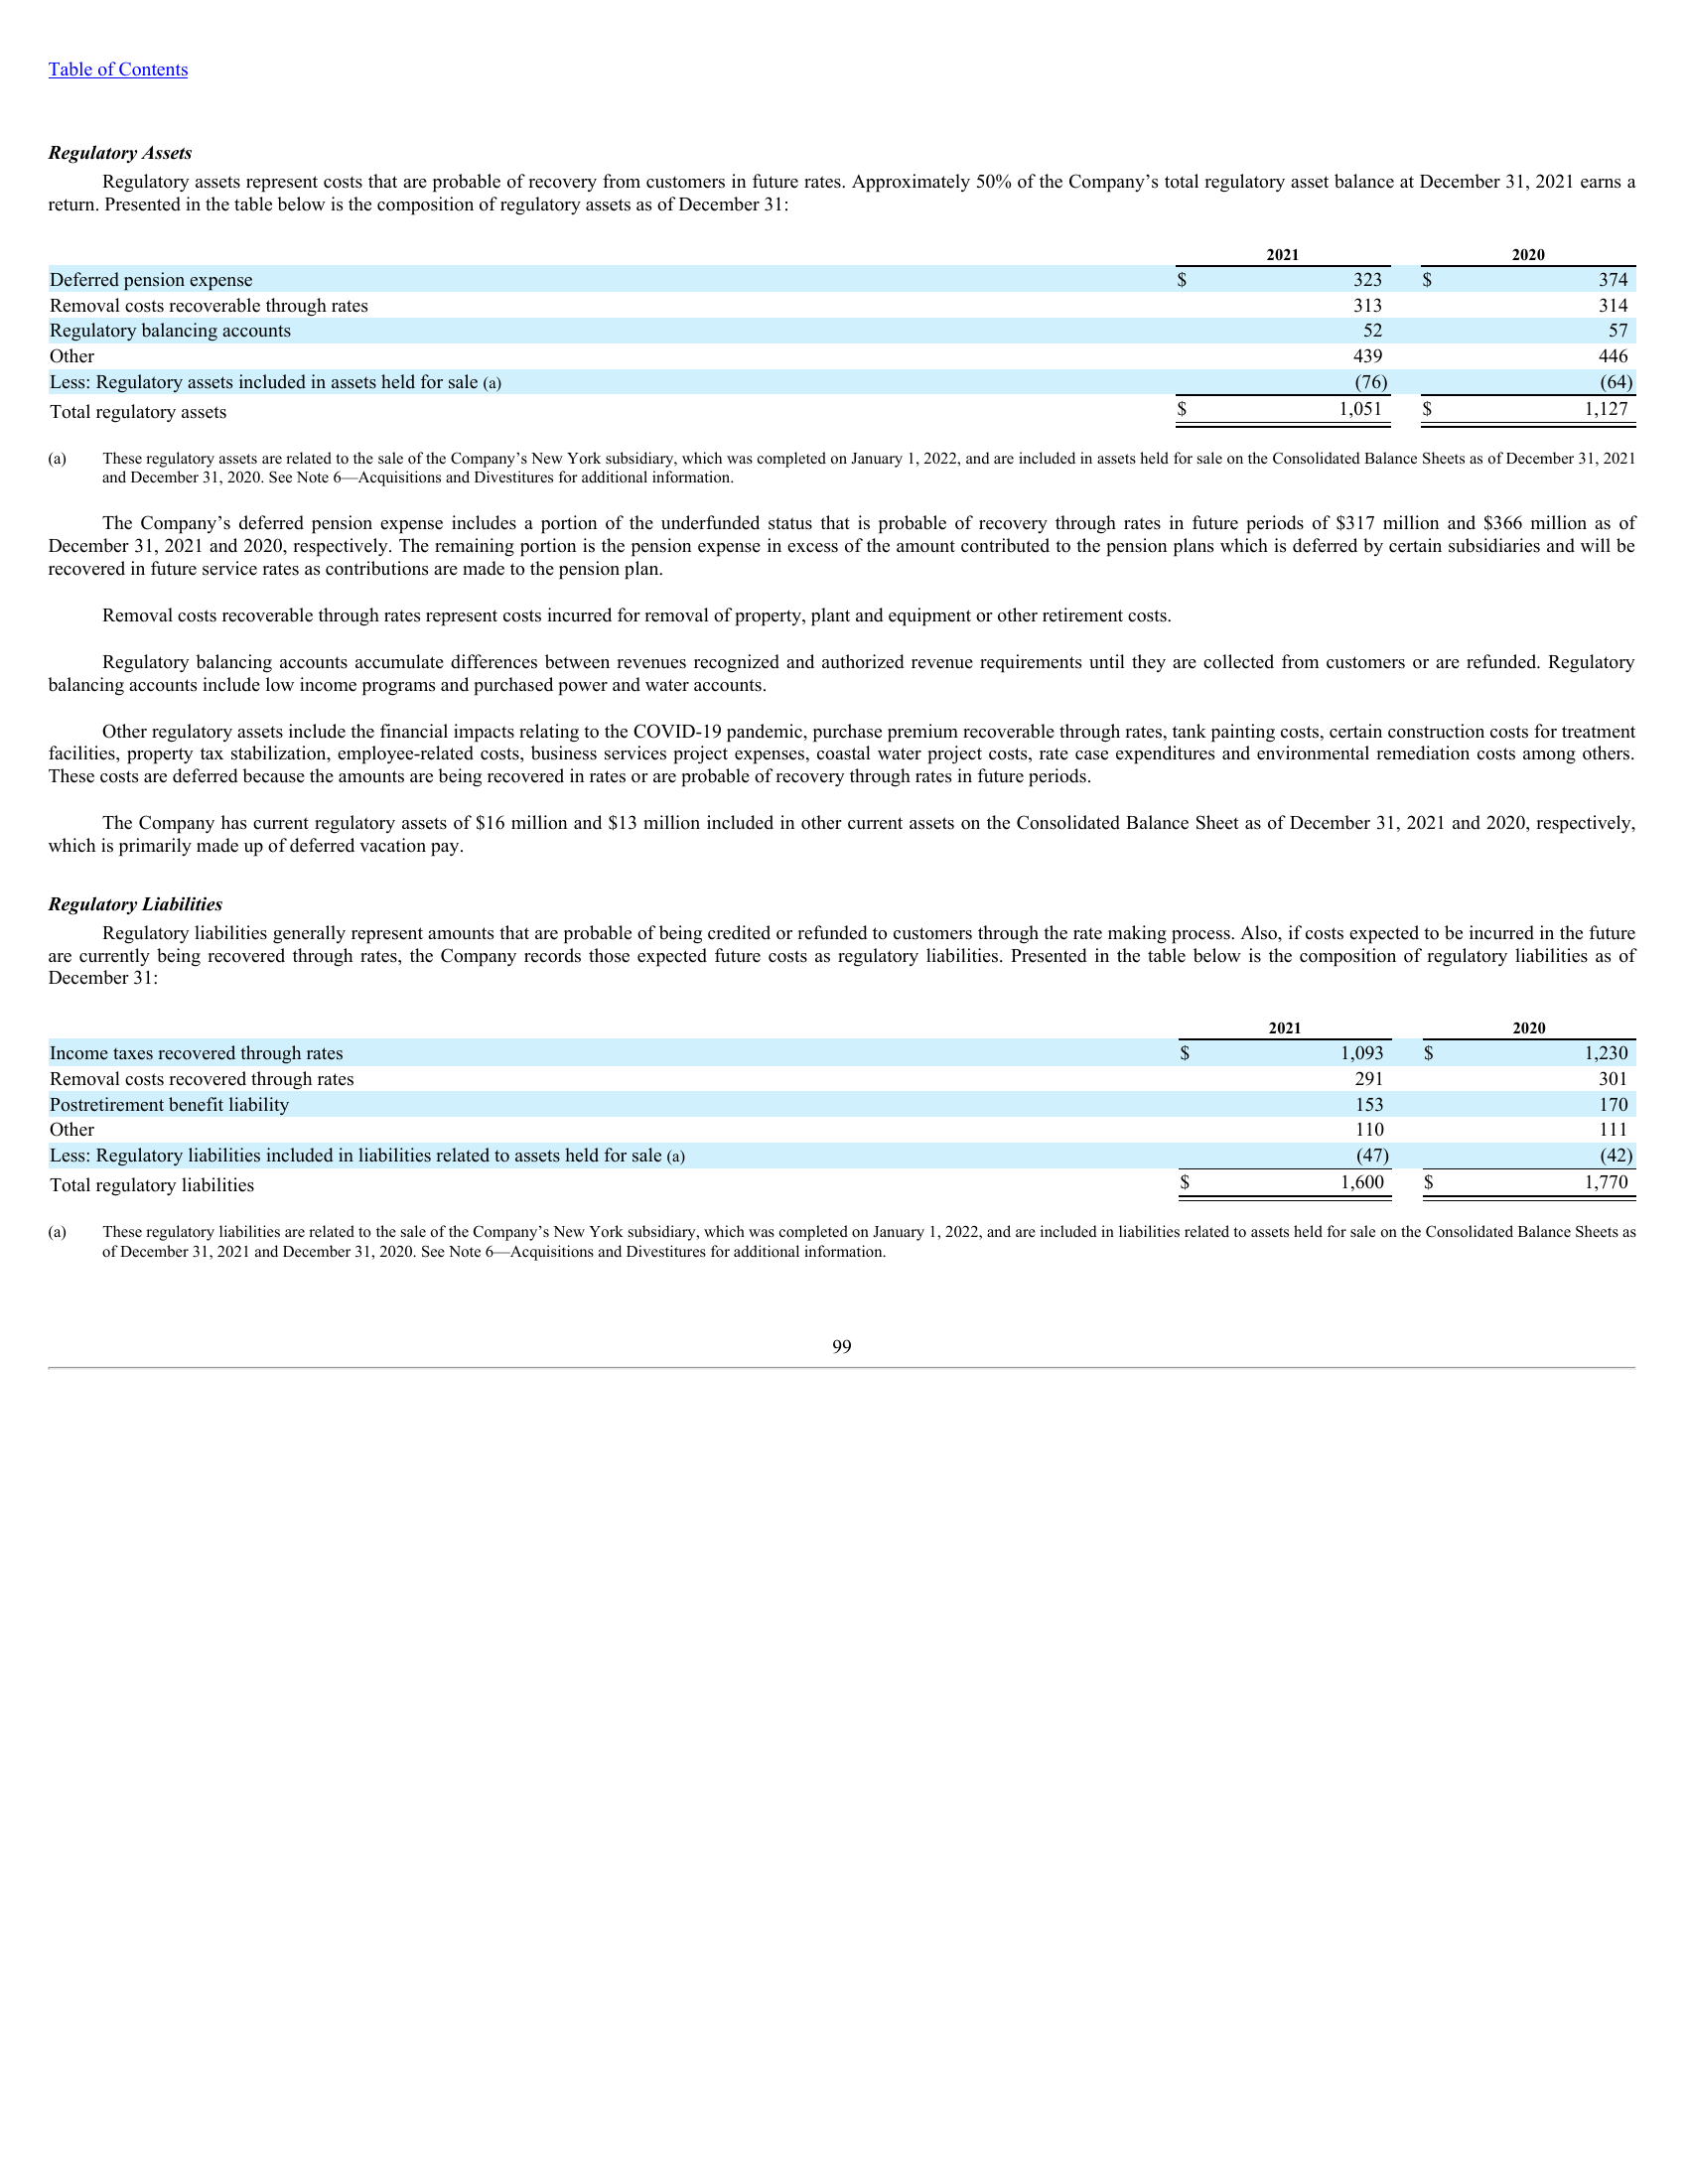 Table of Contents
Regulatory Assets
Regulatory assets represent costs that are probable of recovery from customers in future rates. Approximately 50% of the Company’s total regulatory asset balance at December 31, 2021 earns a
return. Presented in the table below is the composition of regulatory assets as of December 31:
2021 2020
Deferred pension expense $ 323 $ 374
Removal costs recoverable through rates 313 314
Regulatory balancing accounts 52 57
Other 439 446
Less: Regulatory assets included in assets held for sale (a) (76) (64)
Total regulatory assets $ 1,051 $ 1,127
(a) These regulatory assets are related to the sale of the Company’s New York subsidiary, which was completed on January 1, 2022, and are included in assets held for sale on the Consolidated Balance Sheets as of December 31, 2021
and December 31, 2020. See Note 6—Acquisitions and Divestitures for additional information.
The Company’s deferred pension expense includes a portion of the underfunded status that is probable of recovery through rates in future periods of $317 million and $366 million as of
December 31, 2021 and 2020, respectively. The remaining portion is the pension expense in excess of the amount contributed to the pension plans which is deferred by certain subsidiaries and will be
recovered in future service rates as contributions are made to the pension plan.
Removal costs recoverable through rates represent costs incurred for removal of property, plant and equipment or other retirement costs.
Regulatory balancing accounts accumulate differences between revenues recognized and authorized revenue requirements until they are collected from customers or are refunded. Regulatory
balancing accounts include low income programs and purchased power and water accounts.
Other regulatory assets include the financial impacts relating to the COVID-19 pandemic, purchase premium recoverable through rates, tank painting costs, certain construction costs for treatment
facilities, property tax stabilization, employee-related costs, business services project expenses, coastal water project costs, rate case expenditures and environmental remediation costs among others.
These costs are deferred because the amounts are being recovered in rates or are probable of recovery through rates in future periods.
The Company has current regulatory assets of $16 million and $13 million included in other current assets on the Consolidated Balance Sheet as of December 31, 2021 and 2020, respectively,
which is primarily made up of deferred vacation pay.
Regulatory Liabilities
Regulatory liabilities generally represent amounts that are probable of being credited or refunded to customers through the rate making process. Also, if costs expected to be incurred in the future
are currently being recovered through rates, the Company records those expected future costs as regulatory liabilities. Presented in the table below is the composition of regulatory liabilities as of
December 31:
2021 2020
Income taxes recovered through rates $ 1,093 $ 1,230
Removal costs recovered through rates 291 301
Postretirement benefit liability 153 170
Other 110 111
Less: Regulatory liabilities included in liabilities related to assets held for sale (a) (47) (42)
Total regulatory liabilities $ 1,600 $ 1,770
(a) These regulatory liabilities are related to the sale of the Company’s New York subsidiary, which was completed on January 1, 2022, and are included in liabilities related to assets held for sale on the Consolidated Balance Sheets as
of December 31, 2021 and December 31, 2020. See Note 6—Acquisitions and Divestitures for additional information.
99